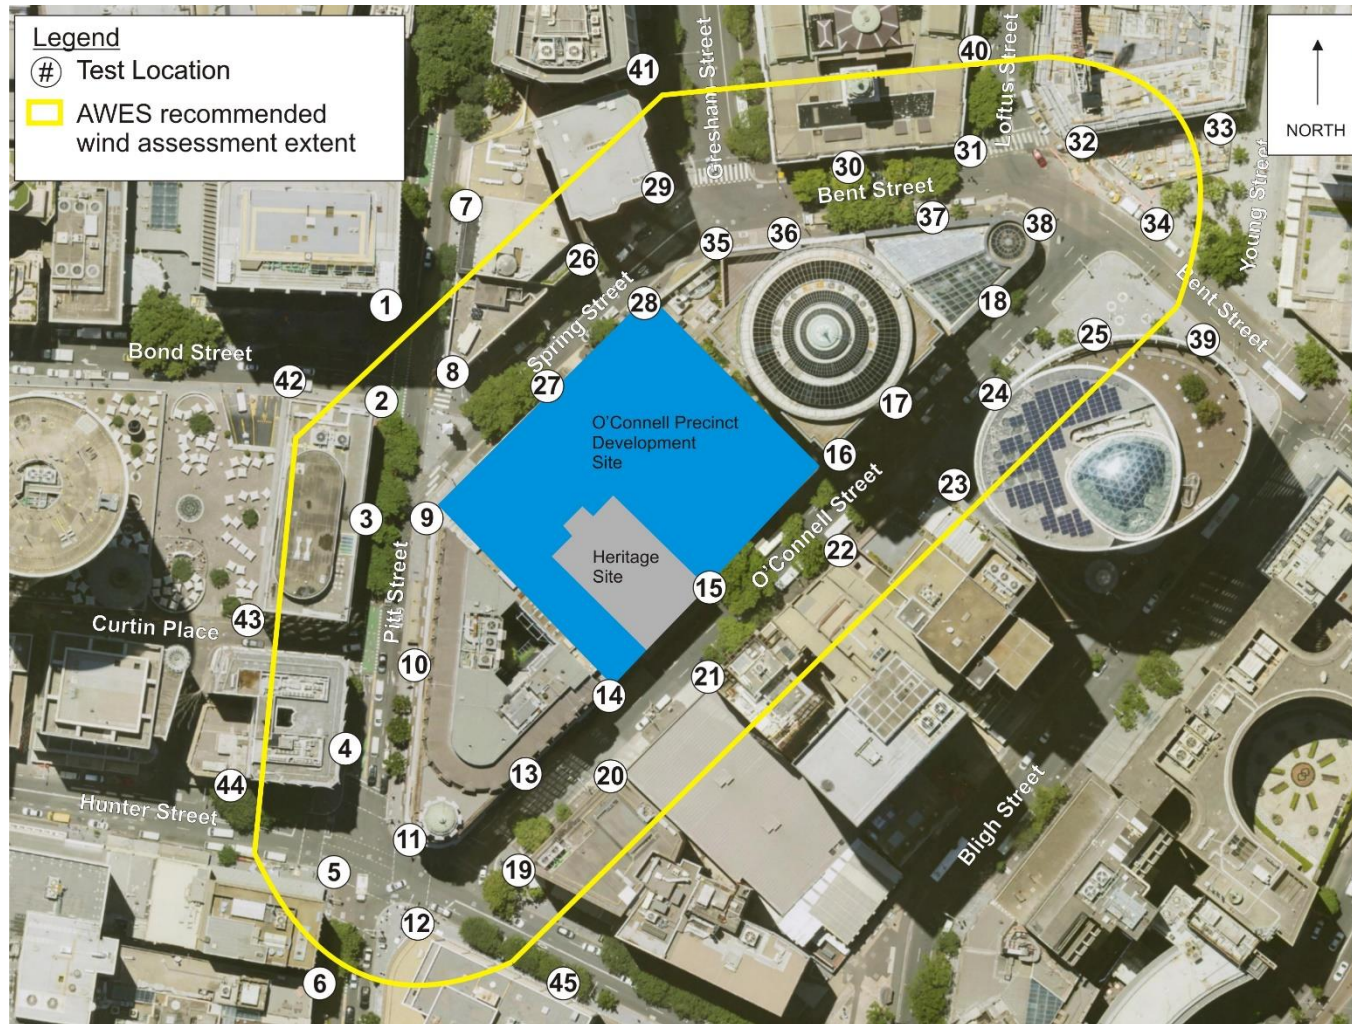 Legend
# Test Location
AWES recommended
wind assessment extent
NORTH
41
40
Gresham Street
Loftus Street
33
32
31
30
Bent Street
29
7
37
38
34
Young Street
36
35
26
28
1
Spring Street
18
Bent Street
25
39
Bond Street
42
8
27
2
24
17
O'Connell Precinct
Development
Site
16
23
3
9
Pitt Street
Heritage
Site
O'Connell Street
22
15
43
Curtin Place
10
21
14
4
44
Hunter Street
13
20
Bligh Street
11
19
5
12
6
45